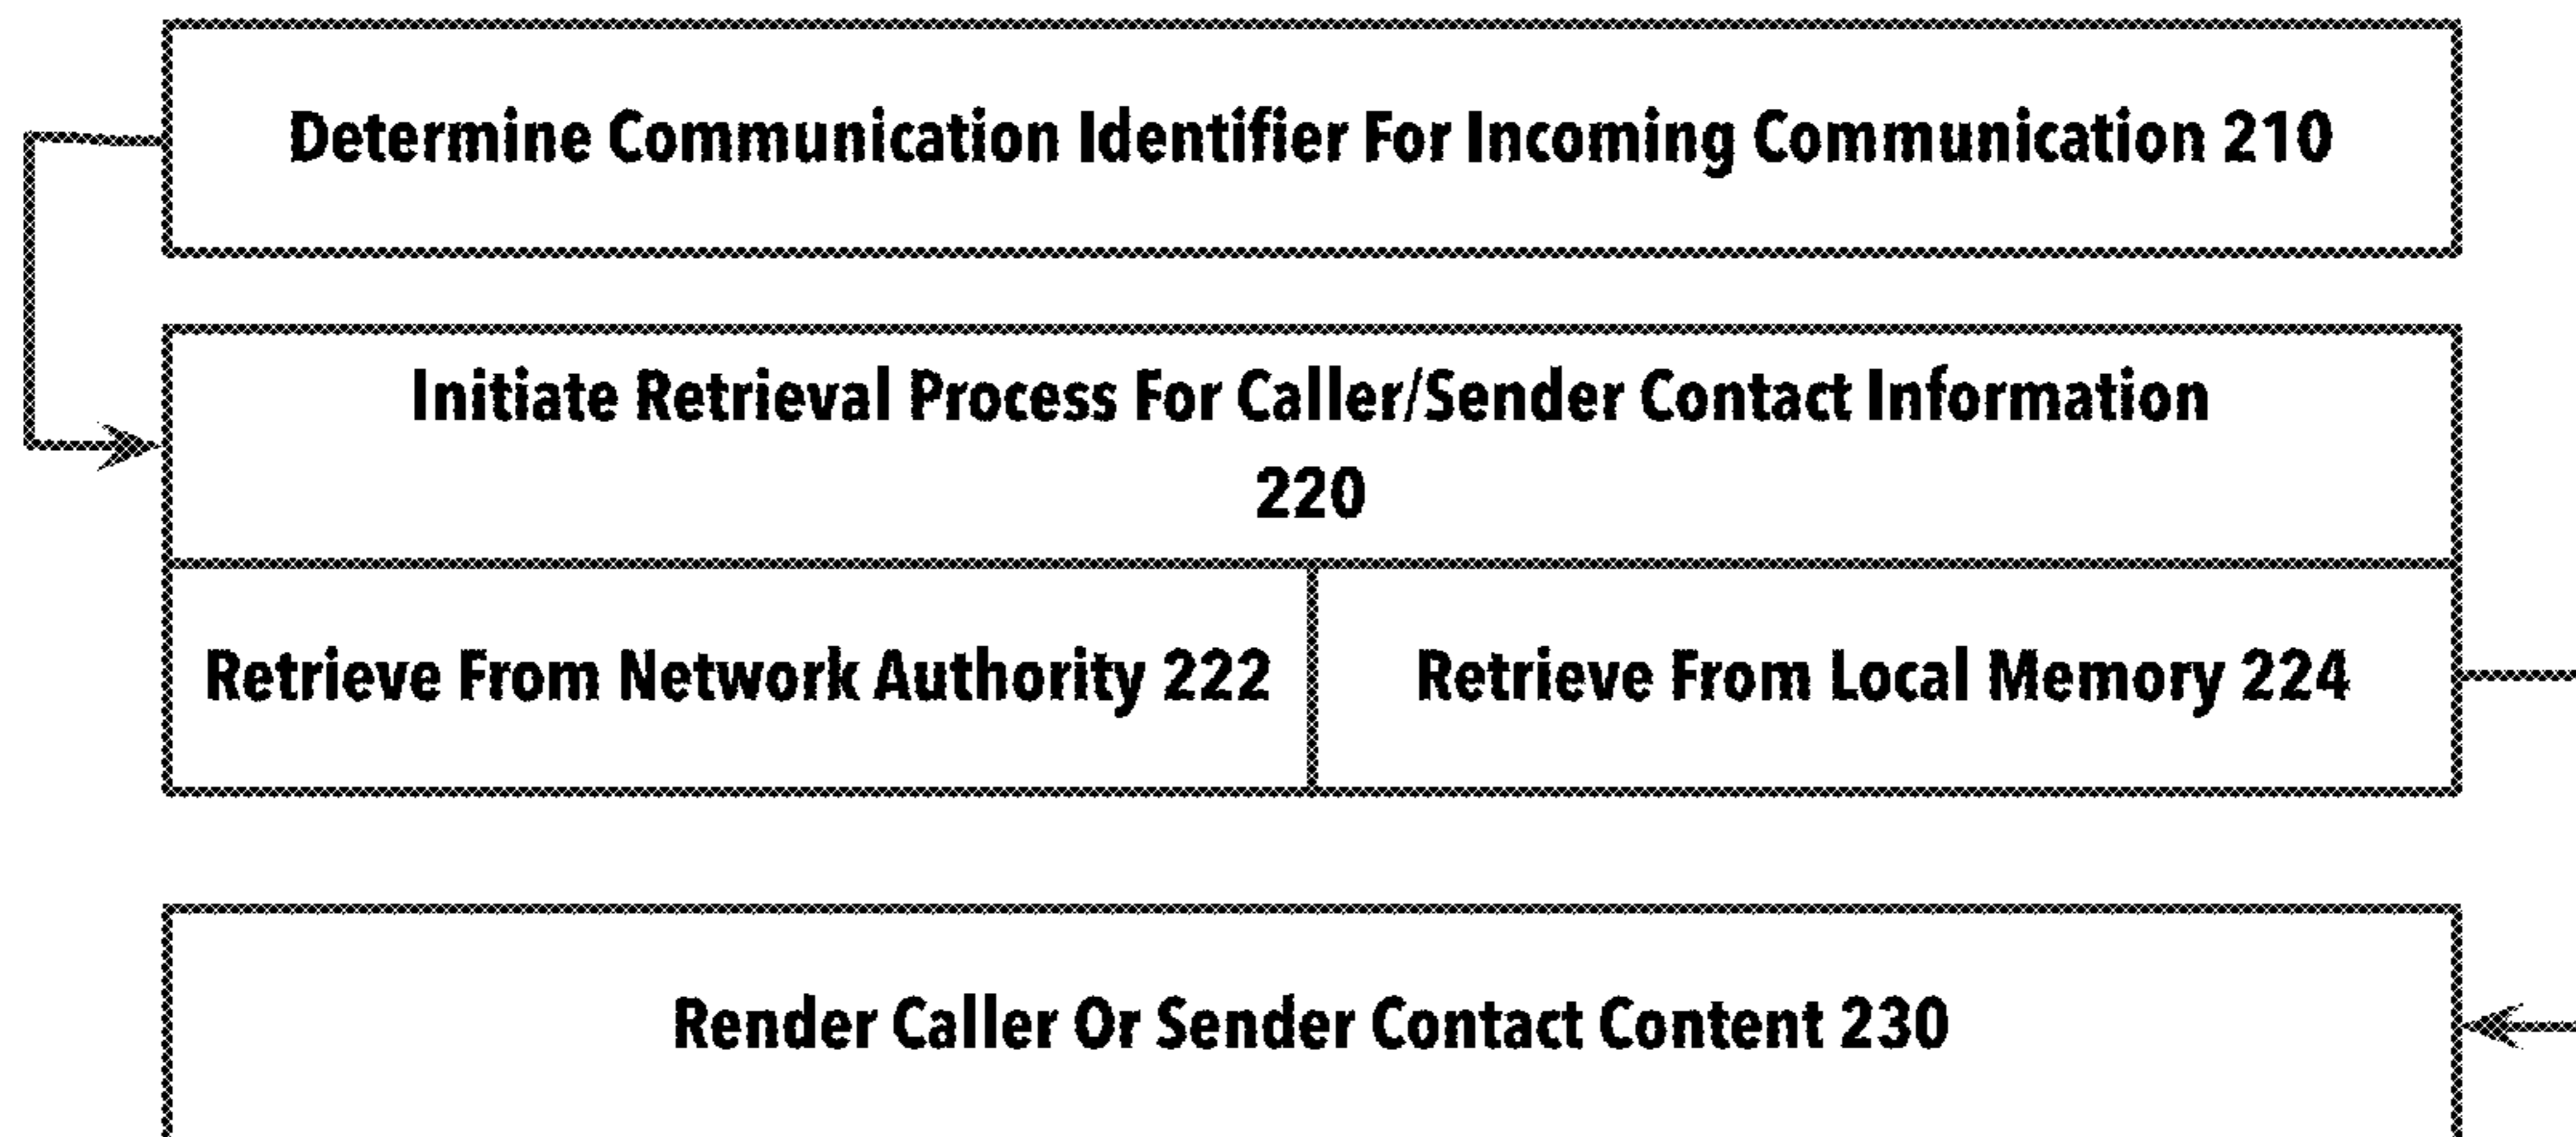 Determine Communication Identifier For Incoming Communication 210
Initiate Retrieval Process For Caller/Sender Contact Information
220
Retrieve From Network Authority 222
Retrieve From Local Memory 224
Render Caller Or Sender Contact Content 230